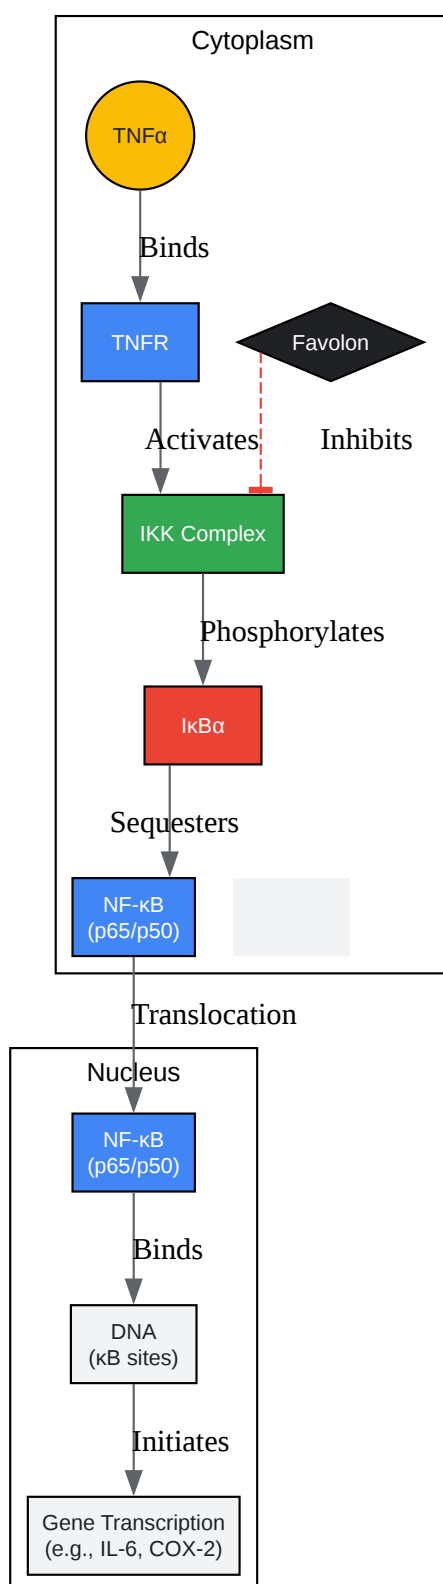 Cytoplasm
TNFα
Binds
TNFR
Favolon
Activates
Inhibits
IKK Complex
Phosphorylates
IκBα
Sequesters
NF-κB
(p65/p50)
Translocation
Nucleus
NF-κB
(p65/p50)
Binds
DNA
(κB sites)
Initiates
Gene Transcription
(e.g., IL-6, COX-2)